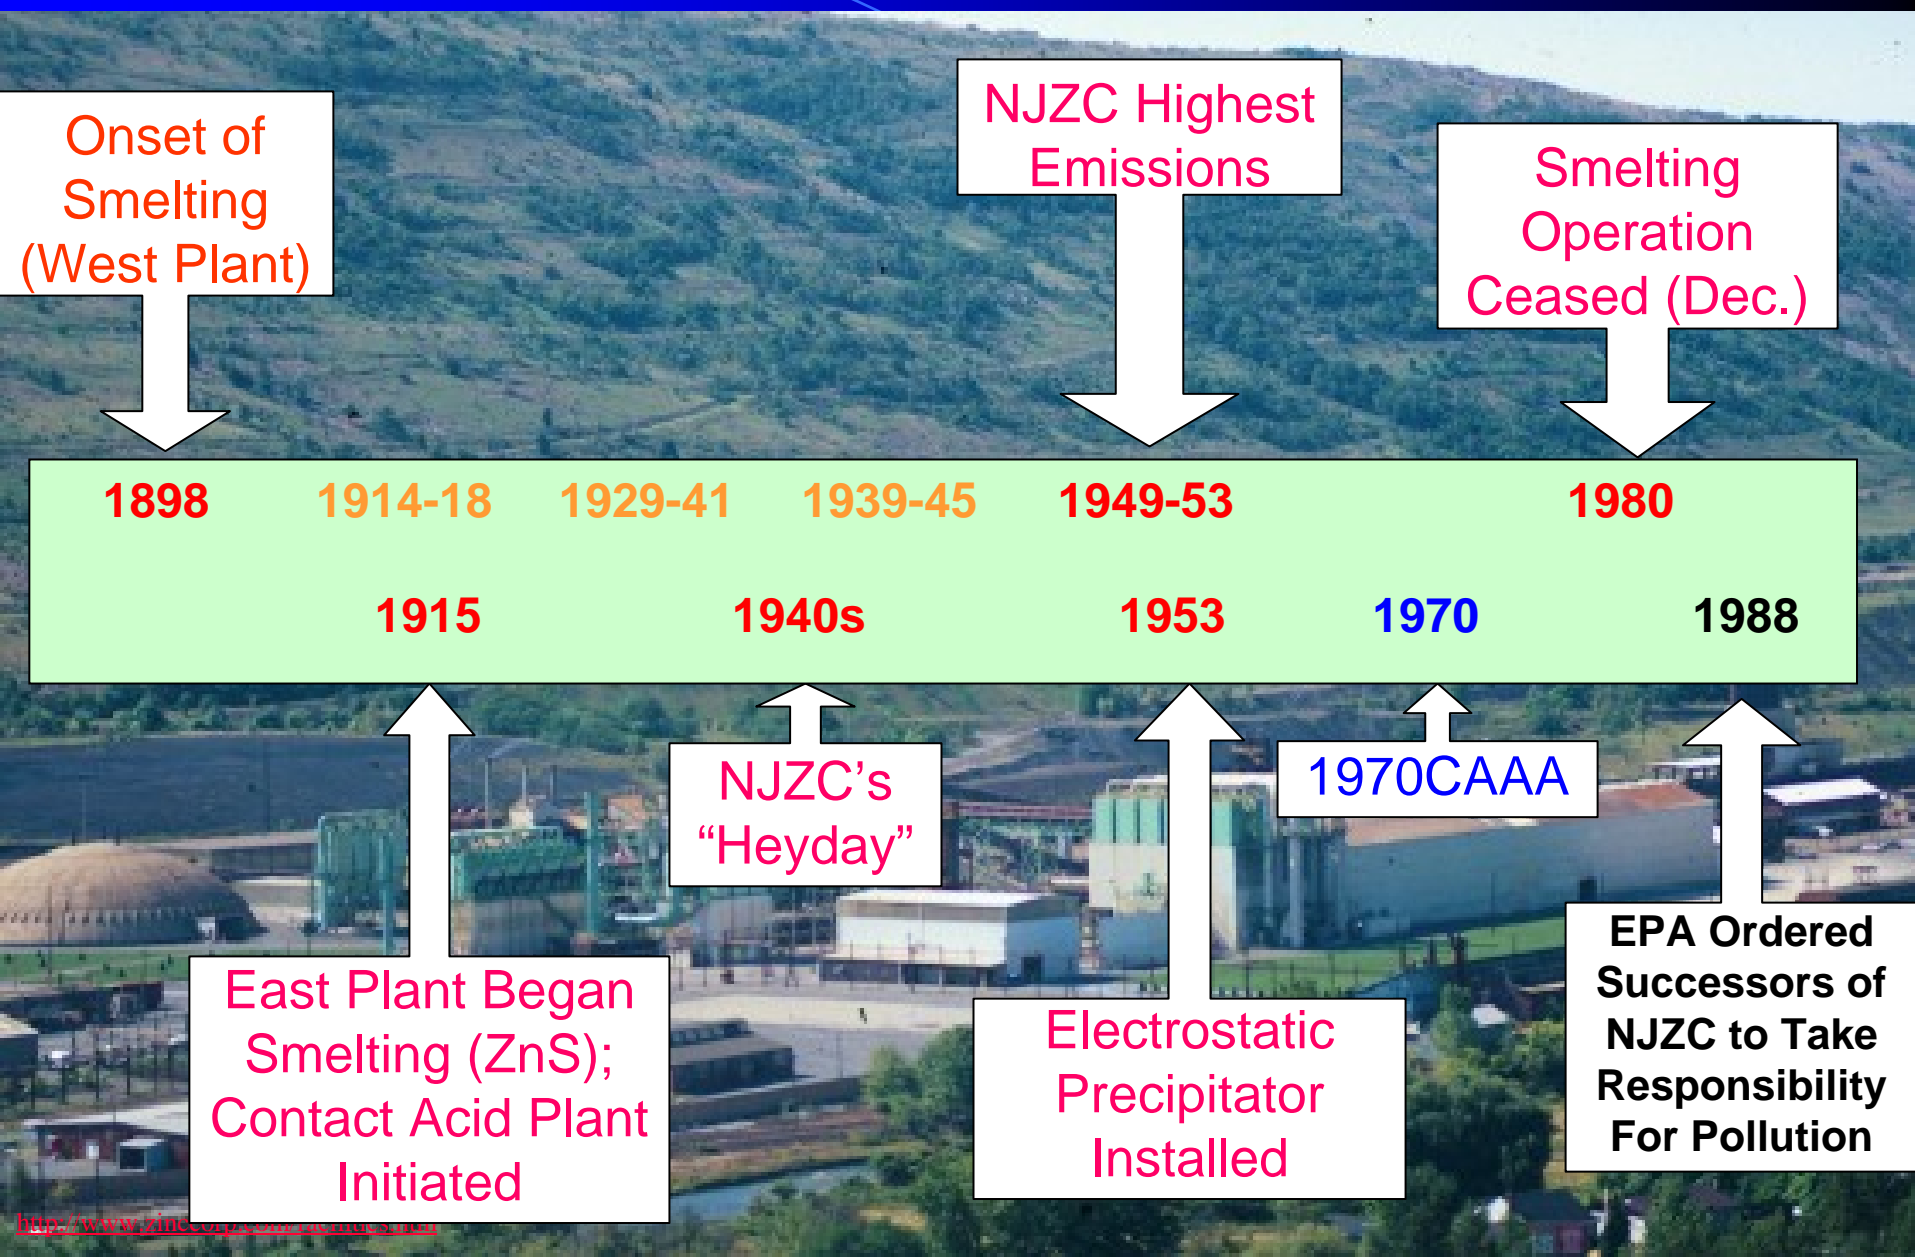 Onset of
Smelting
(West Plant)
NJZC Highest
Emissions
Smelting
Operation
Ceased (Dec.)
1898 1914-18 1929-41 1939-45 1949-53 1980
1915 1940s 1953 1970 1988
East Plant Began
Smelting (ZnS);
Contact Acid Plant
Initiated
NJZC’s
“Heyday”
Electrostatic
Precipitator
Installed
1970CAAA
EPA Ordered
Successors of
NJZC to Take
Responsibility
For Pollution